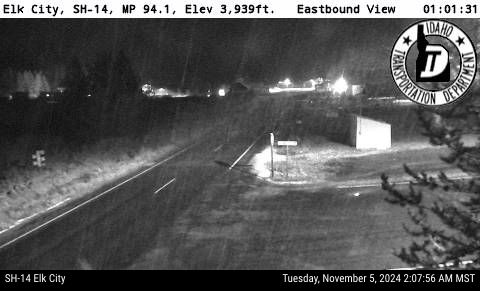 Elk City, SH-14, MP 94.1, Elev 3,939ft. Eastbound View 01:01:31
IDAHO
TRANSPORTATION DEPARTMENT
SH-14 Elk City Tuesday, November 5, 2024 2:07:56 AM MST